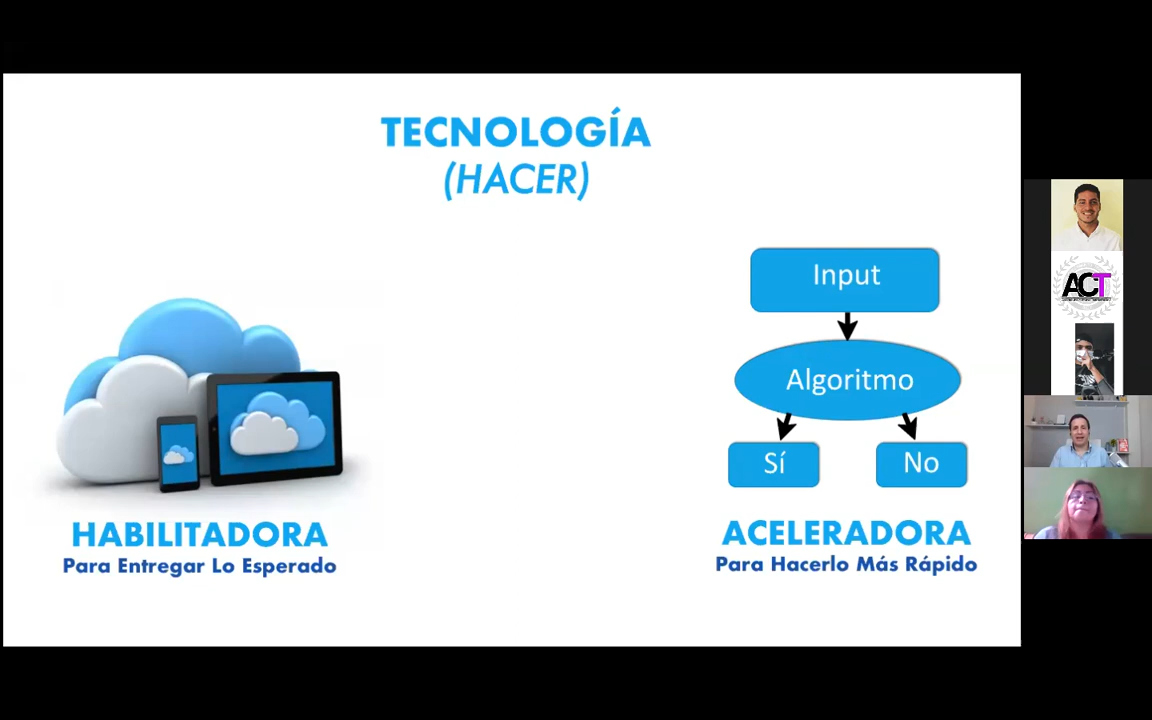 TECNOLOGÍA
(HACER)
Input
Algoritmo
Sí
No
HABILITADORA
Para Entregar Lo Esperado
ACELERADORA
Para Hacerlo Más Rápido
ACT